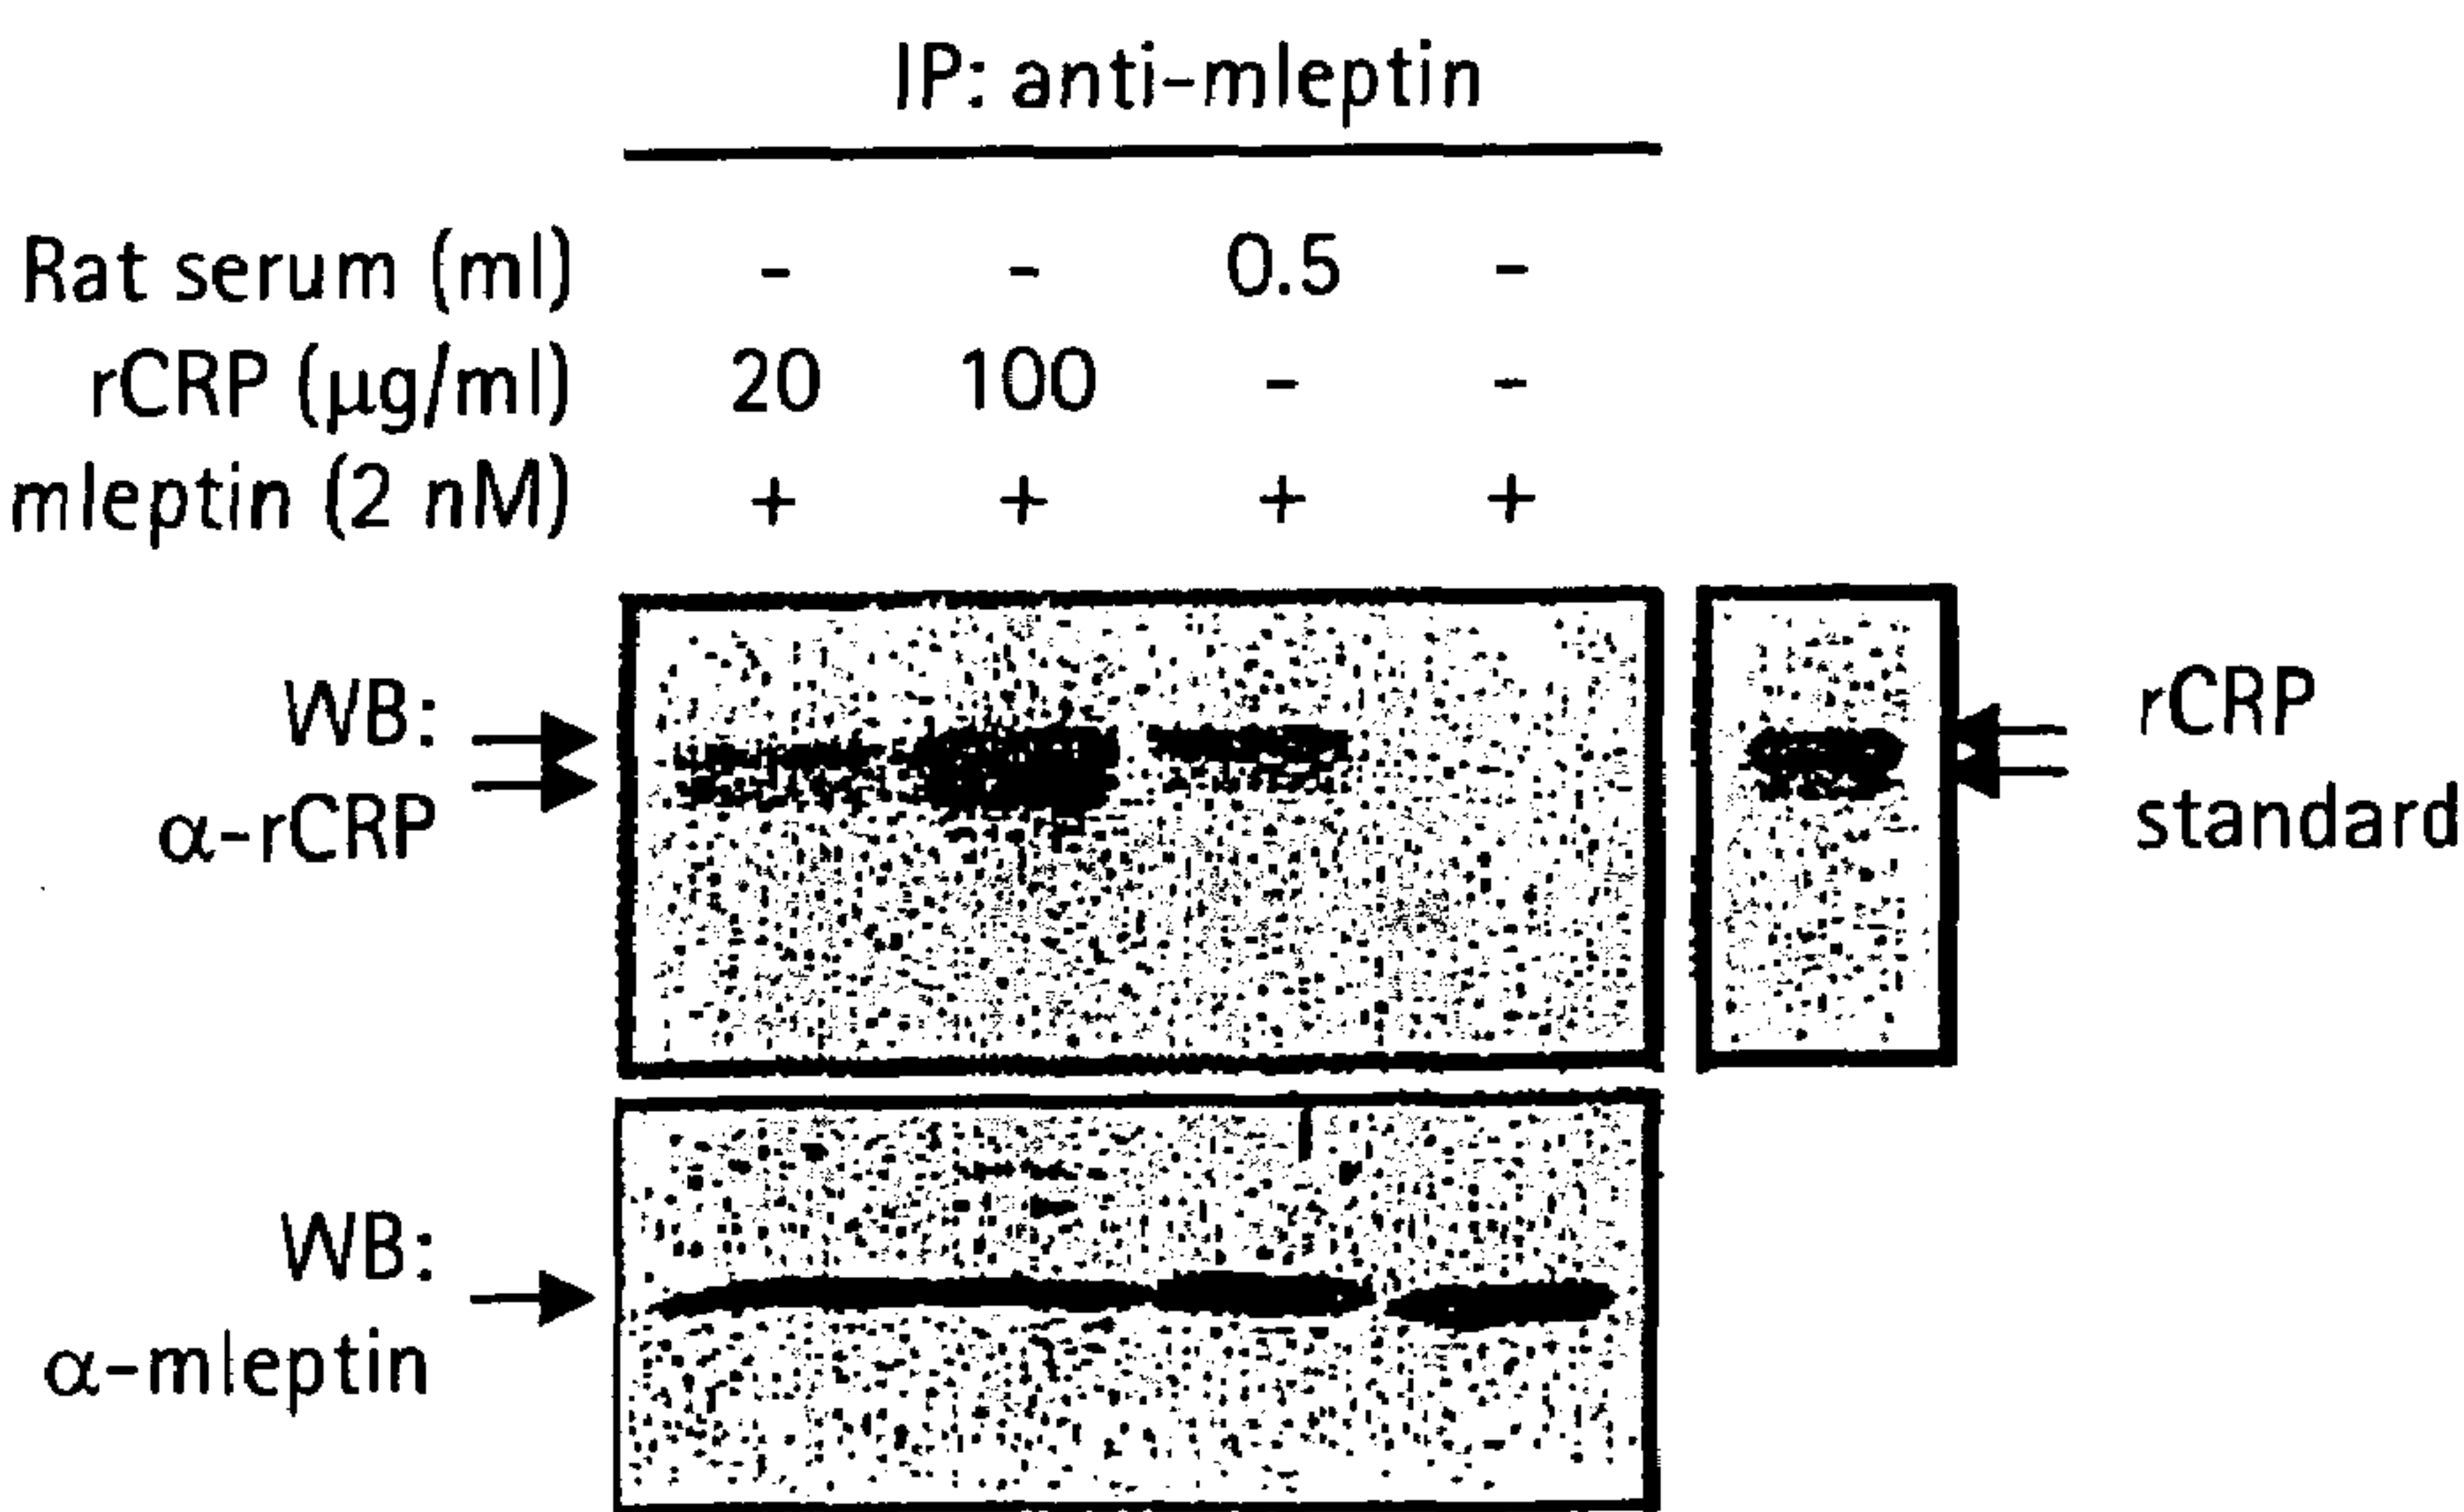 IP: anti-mleptin
Rat serum (ml) - - 0.5 -
rCRP (µg/ml) 20 100 - -
mleptin (2 nM) + + + +
WB:
α-rCRP
rCRP
standard
WB:
α-mleptin